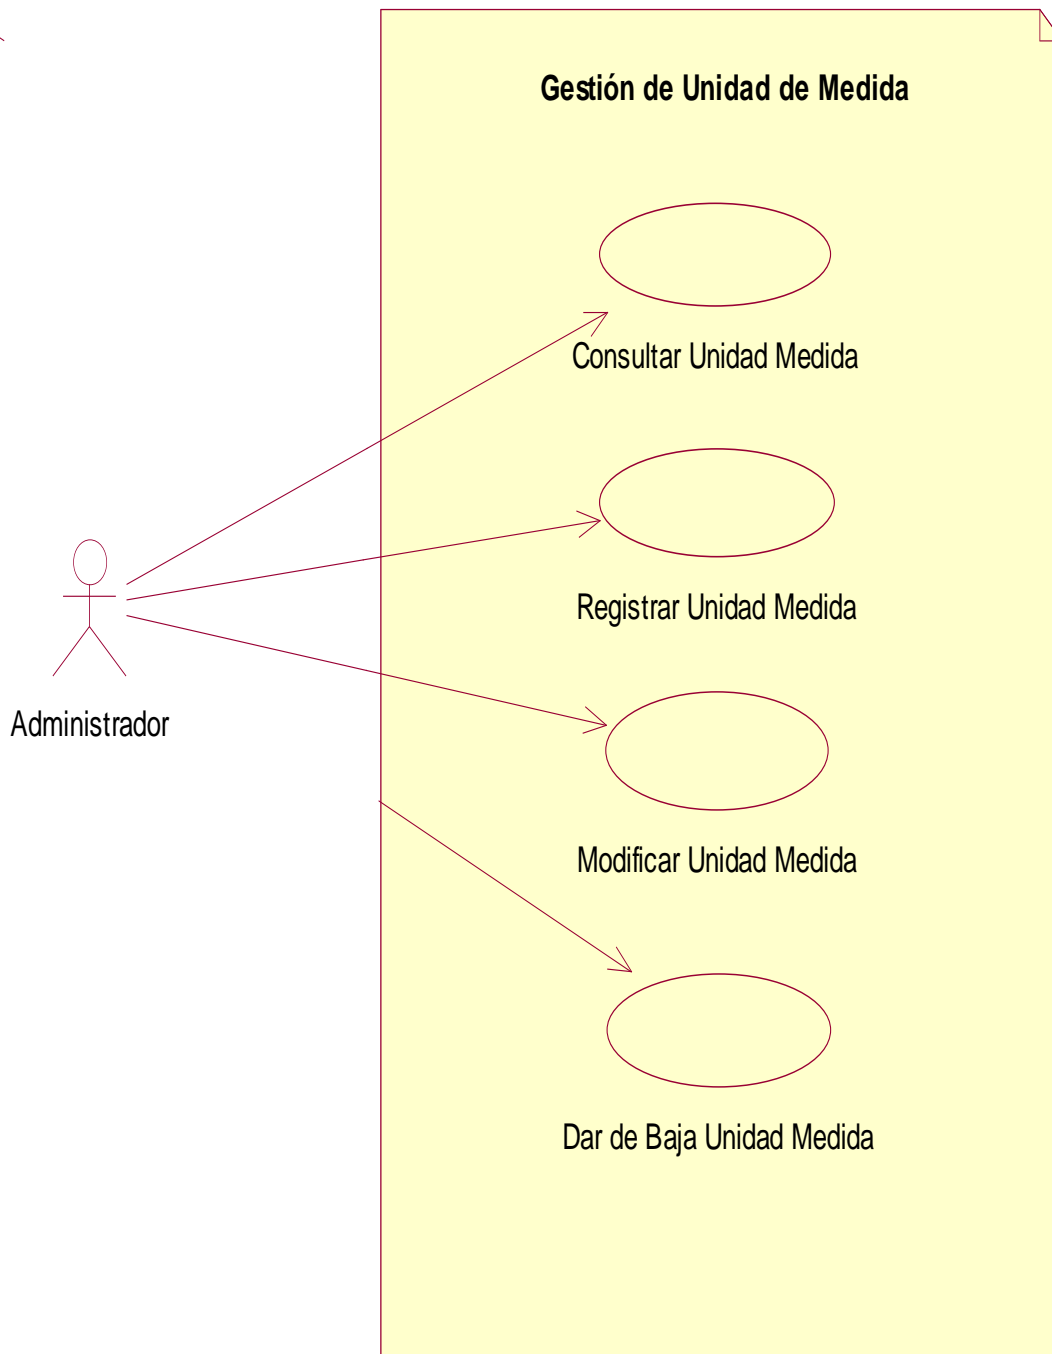 Gestión de Unidad de Medida
Consultar Unidad Medida
Registrar Unidad Medida
Administrador
Modificar Unidad Medida
Dar de Baja Unidad Medida